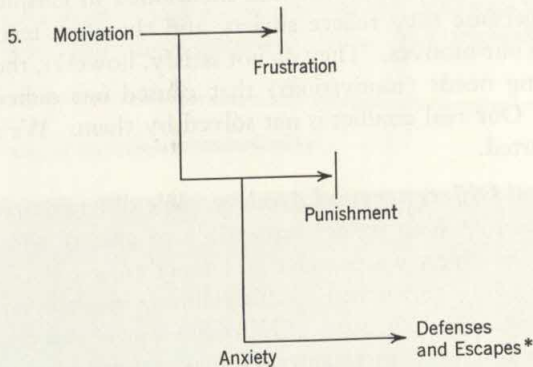 5. Motivation
Frustration
Punishment
Defenses
and Escapes*
Anxiety